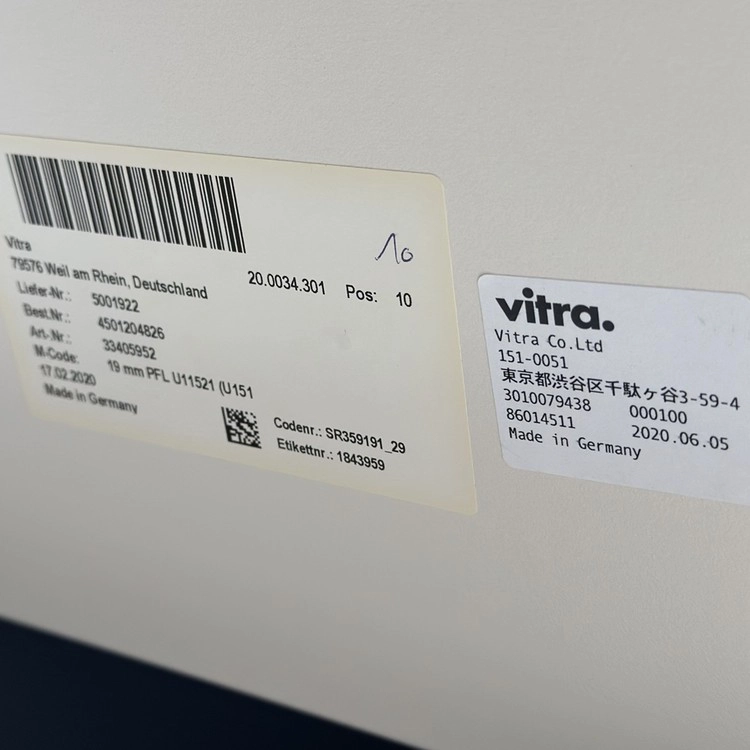 10
Vitra
79576 Weil am Rhein, Deutschland
20.0034.301 Pos: 10
Liefer-Nr.: 5001922
Best.Nr.: 4501204826
Art.-Nr.: 33405952
M-Code: 19 mm PFL U11521 (U151
17.02.2020
Made in Germany
Codenr.: SR359191_29
Etikettnr.: 1843959
vitra.
Vitra Co.Ltd
151-0051
東京都渋谷区千駄ヶ谷3-59-4
3010079438 000100
86014511 2020.06.05
Made in Germany